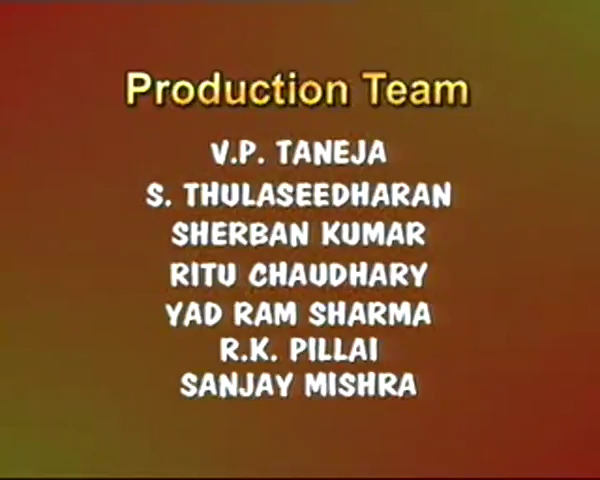 Production Team
V.P. TANEJA
S. THULASEEDHARAN
SHERBAN KUMAR
RITU CHAUDHARY
YAD RAM SHARMA
R.K. PILLAI
SANJAY MISHRA